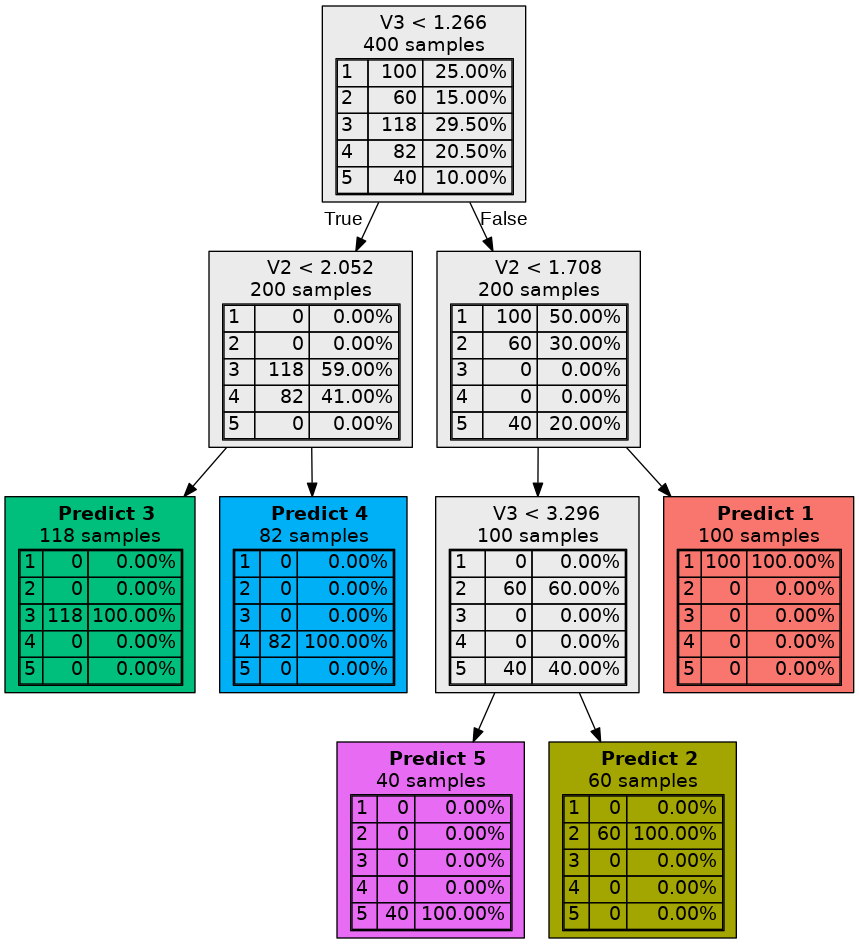 V3 < 1.266
400 samples
1 100 25.00%
2 60 15.00%
3 118 29.50%
4 82 20.50%
5 40 10.00%
True
False
V2 < 2.052
200 samples
1 0 0.00%
2 0 0.00%
3 118 59.00%
4 82 41.00%
5 0 0.00%
V2 < 1.708
200 samples
1 100 50.00%
2 60 30.00%
3 0 0.00%
4 0 0.00%
5 40 20.00%
Predict 3
118 samples
1 0 0.00%
2 0 0.00%
3 118 100.00%
4 0 0.00%
5 0 0.00%
Predict 4
82 samples
1 0 0.00%
2 0 0.00%
3 0 0.00%
4 82 100.00%
5 0 0.00%
V3 < 3.296
100 samples
1 0 0.00%
2 60 60.00%
3 0 0.00%
4 0 0.00%
5 40 40.00%
Predict 1
100 samples
1 100 100.00%
2 0 0.00%
3 0 0.00%
4 0 0.00%
5 0 0.00%
Predict 5
40 samples
1 0 0.00%
2 0 0.00%
3 0 0.00%
4 0 0.00%
5 40 100.00%
Predict 2
60 samples
1 0 0.00%
2 60 100.00%
3 0 0.00%
4 0 0.00%
5 0 0.00%